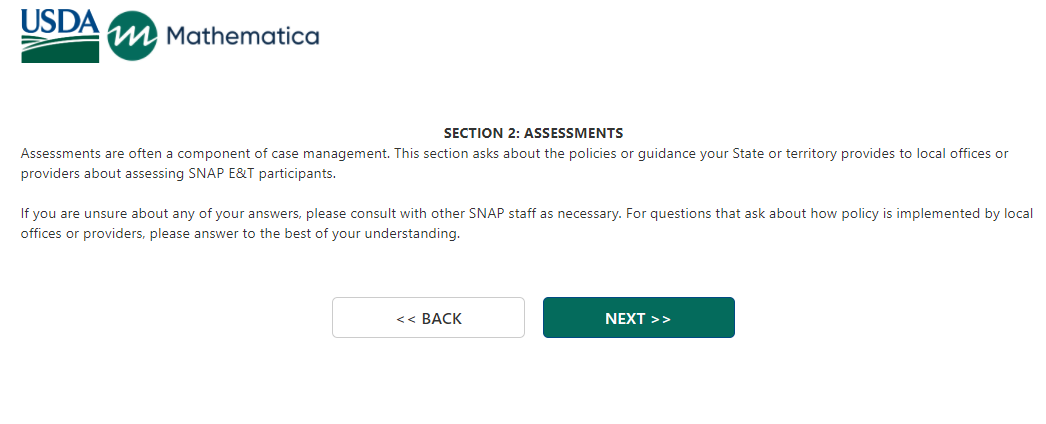 USDA
Mathematica
SECTION 2: ASSESSMENTS
Assessments are often a component of case management. This section asks about the policies or guidance your State or territory provides to local offices or
providers about assessing SNAP E&T participants.
If you are unsure about any of your answers, please consult with other SNAP staff as necessary. For questions that ask about how policy is implemented by local
offices or providers, please answer to the best of your understanding.
<< BACK
NEXT >>